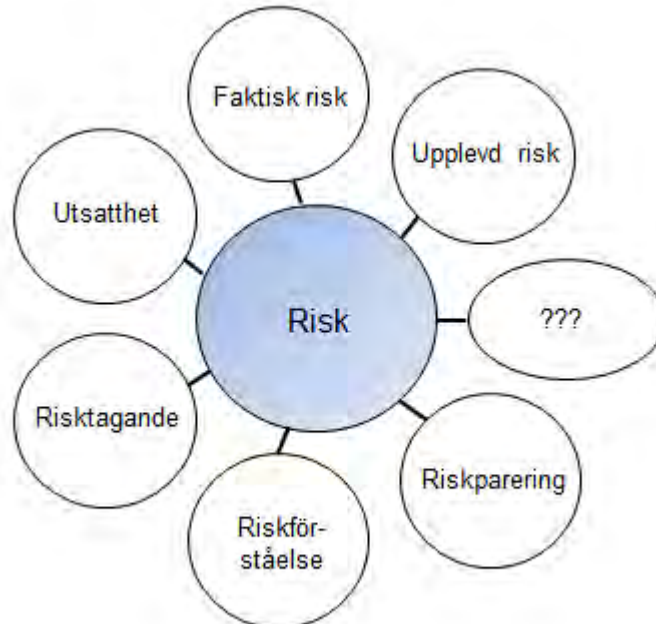 Faktisk risk
Upplevd risk
Utsatthet
Risk
???
Risktagande
Riskparering
Riskför-
ståelse